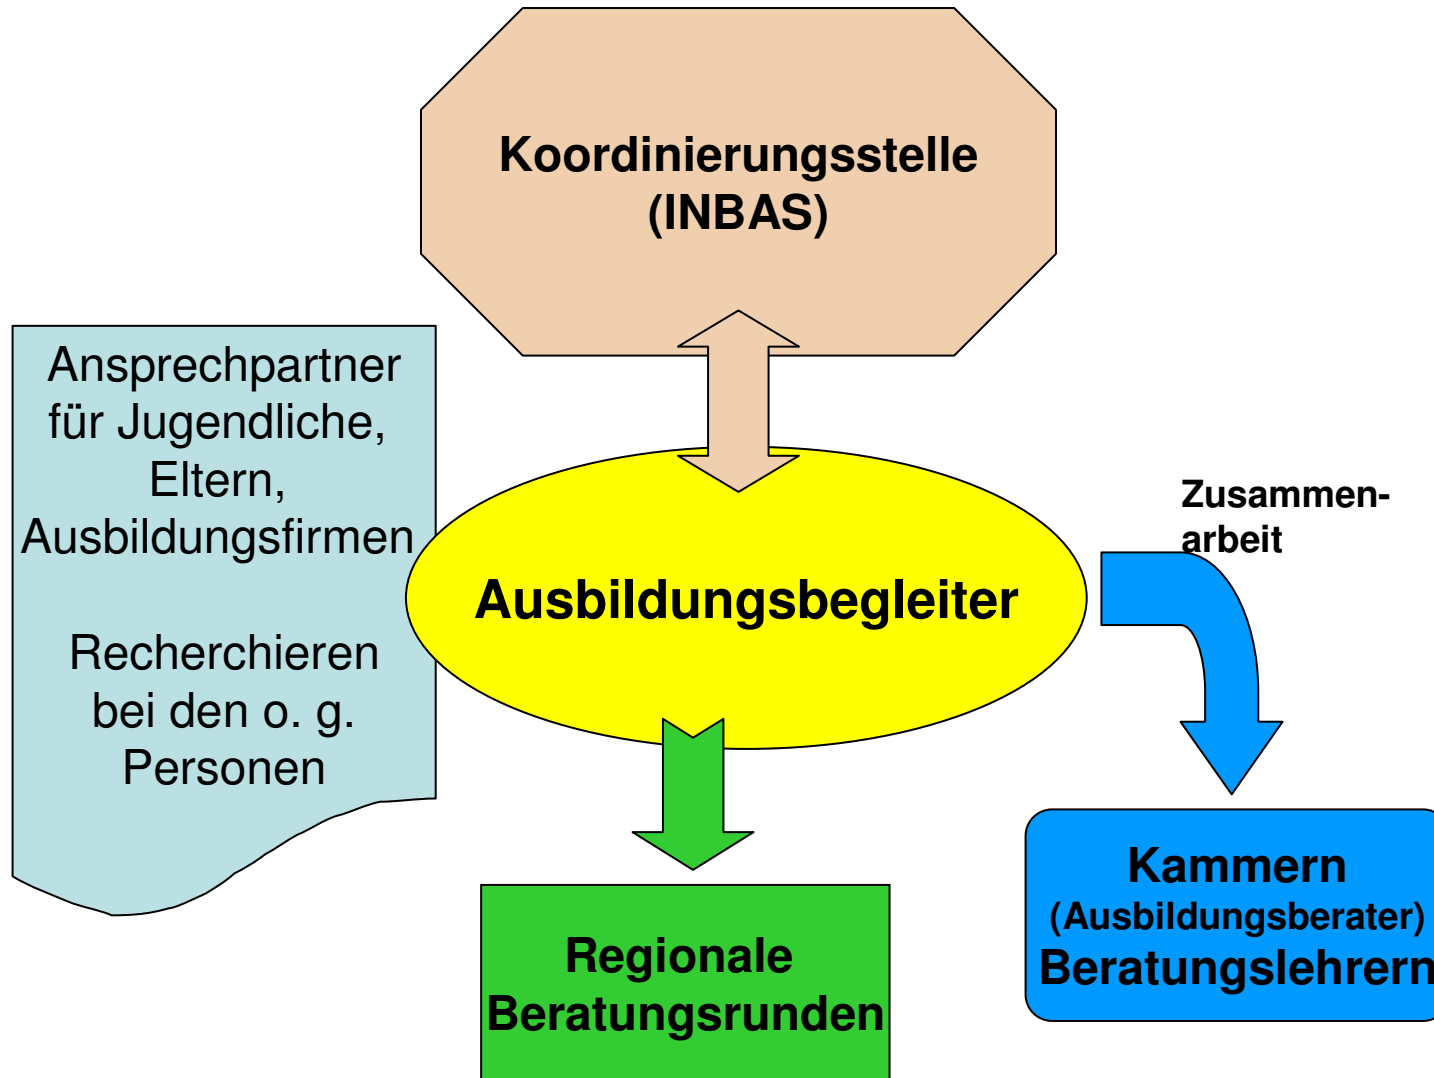 Koordinierungsstelle
(INBAS)
Ansprechpartner
für Jugendliche,
Eltern,
Ausbildungsfirmen
Recherchieren
bei den o. g.
Personen
Ausbildungsbegleiter
Zusammen-
arbeit
Kammern
(Ausbildungsberater)
Beratungslehrern
Regionale
Beratungsrunden